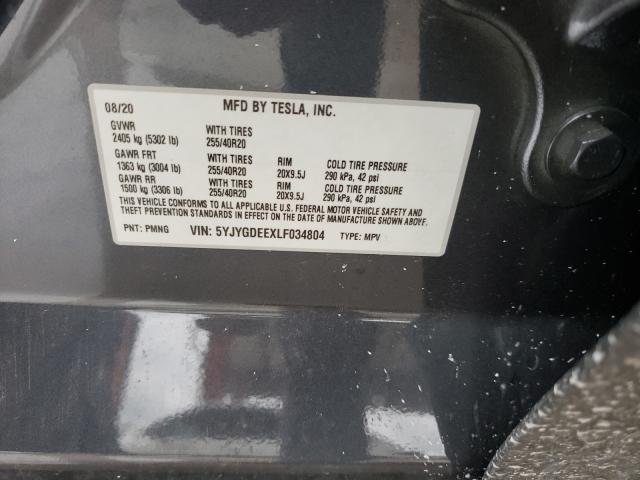 08/20 MFD BY TESLA, INC.
GVWR WITH TIRES
2405 kg (5302 lb) 255/40R20
GAWR FRT WITH TIRES RIM COLD TIRE PRESSURE
1363 kg (3004 lb) 255/40R20 20X9.5J 290 kPa, 42 psi
GAWR RR WITH TIRES RIM COLD TIRE PRESSURE
1500 kg (3306 lb) 255/40R20 20X9.5J 290 kPa, 42 psi
THIS VEHICLE CONFORMS TO ALL APPLICABLE U.S. FEDERAL MOTOR VEHICLE SAFETY AND
THEFT PREVENTION STANDARDS IN EFFECT ON THE DATE OF MANUFACTURE SHOWN ABOVE.
PNT: PMNG VIN: 5YJYGDEEXLF034804 TYPE: MPV